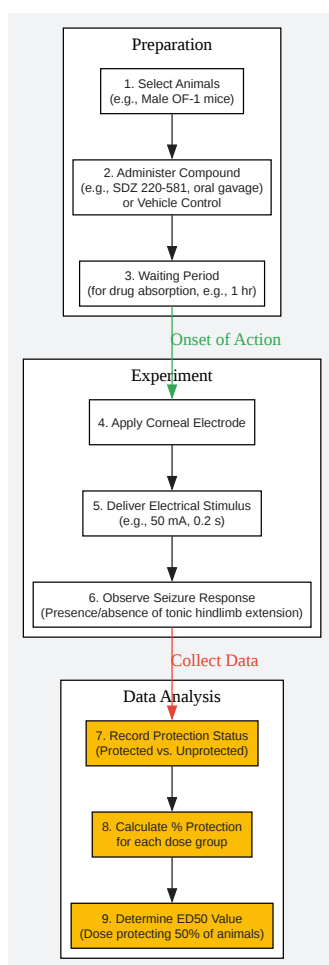 Preparation
1. Select Animals
(e.g., Male OF-1 mice)
2. Administer Compound
(e.g., SDZ 220-581, oral gavage)
or Vehicle Control
3. Waiting Period
(for drug absorption, e.g., 1 hr)
Onset of Action
Experiment
4. Apply Corneal Electrode
5. Deliver Electrical Stimulus
(e.g., 50 mA, 0.2 s)
6. Observe Seizure Response
(Presence/absence of tonic hindlimb extension)
Collect Data
Data Analysis
7. Record Protection Status
(Protected vs. Unprotected)
8. Calculate % Protection
for each dose group
9. Determine ED50 Value
(Dose protecting 50% of animals)